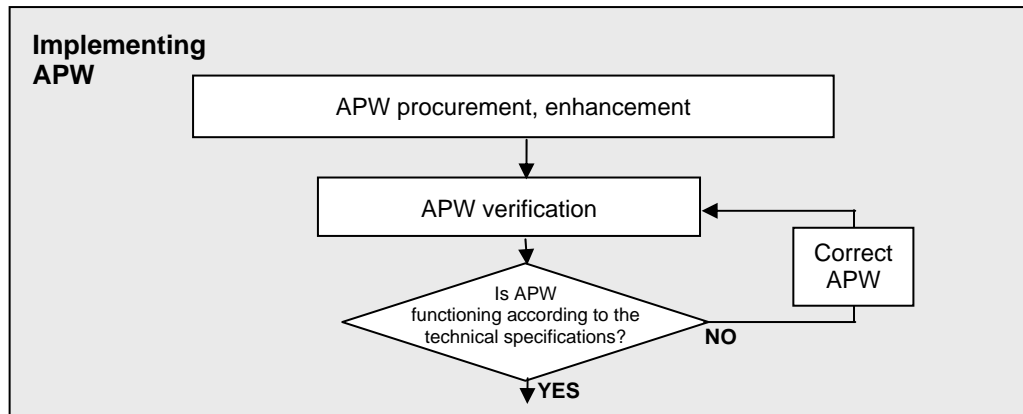 Implementing
APW
APW procurement, enhancement
APW verification
Correct
APW
Is APW
functioning according to the
technical specifications?
NO
YES